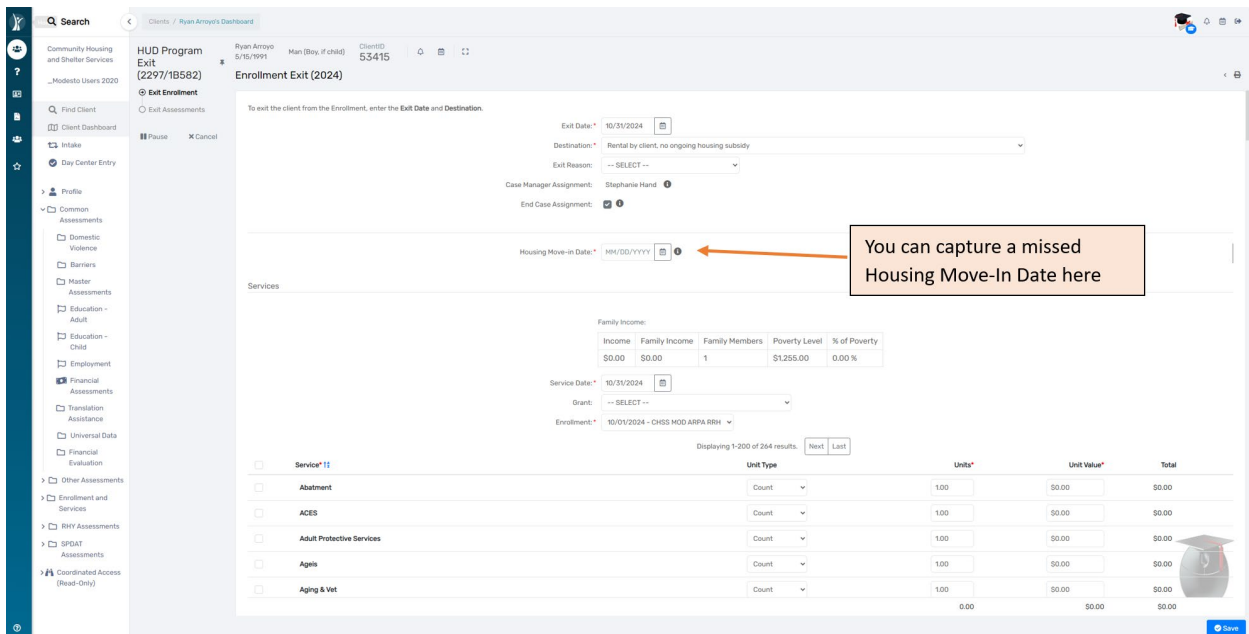 Search
Clients / Ryan Arroyo's Dashboard
Community Housing
and Shelter Services
_Modesto Users 2020
Find Client
Client Dashboard
Intake
Day Center Entry
Profile
Common
Assessments
Domestic
Violence
Barriers
Master
Assessments
Education -
Adult
Education -
Child
Employment
Financial
Assessments
Translation
Assistance
Universal Data
Financial
Evaluation
Other Assessments
Enrollment and
Services
RHY Assessments
SPDAT
Assessments
Coordinated Access
(Read-Only)
HUD Program
Exit
(2297/1B582)
Exit Enrollment
Exit Assessments
Pause Cancel
Ryan Arroyo
5/15/1991
Man (Boy, if child)
ClientID
53415
Enrollment Exit (2024)
To exit the client from the Enrollment, enter the Exit Date and Destination.
Exit Date:* 10/31/2024
Destination:* Rental by client, no ongoing housing subsidy
Exit Reason: -- SELECT --
Case Manager Assignment: Stephanie Hand
End Case Assignment:
Housing Move-in Date:* MM/DD/YYYY
You can capture a missed
Housing Move-In Date here
Services
Family Income:
Income Family Income Family Members Poverty Level % of Poverty
$0.00 $0.00 1 $1,255.00 0.00 %
Service Date:* 10/31/2024
Grant: -- SELECT --
Enrollment:* 10/01/2024 - CHSS MOD ARPA RRH
Displaying 1-200 of 264 results. Next Last
Service* Unit Type Units* Unit Value* Total
Abatment Count 1.00 $0.00 $0.00
ACES Count 1.00 $0.00 $0.00
Adult Protective Services Count 1.00 $0.00 $0.00
Ageis Count 1.00 $0.00 $0.00
Aging & Vet Count 1.00 $0.00 $0.00
0.00 $0.00 $0.00
Save